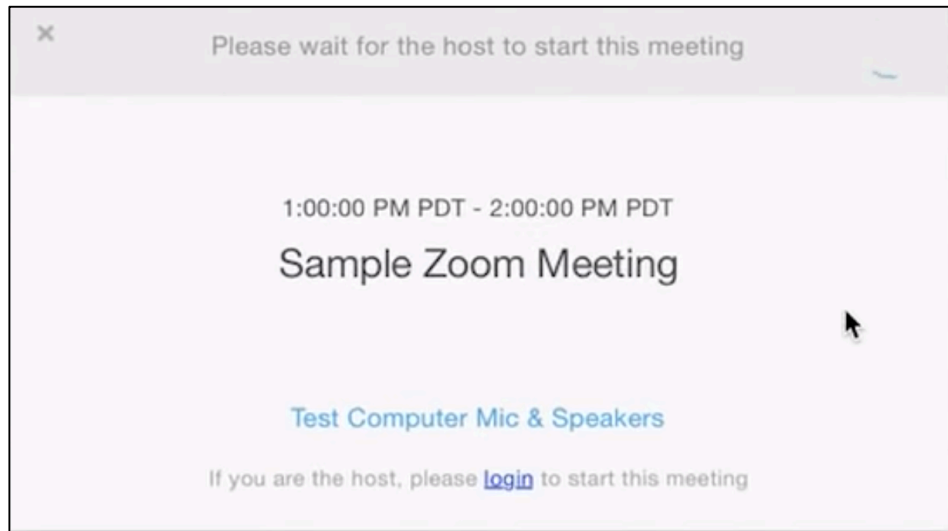 Please wait for the host to start this meeting
1:00:00 PM PDT - 2:00:00 PM PDT
Sample Zoom Meeting
Test Computer Mic & Speakers
If you are the host, please login to start this meeting